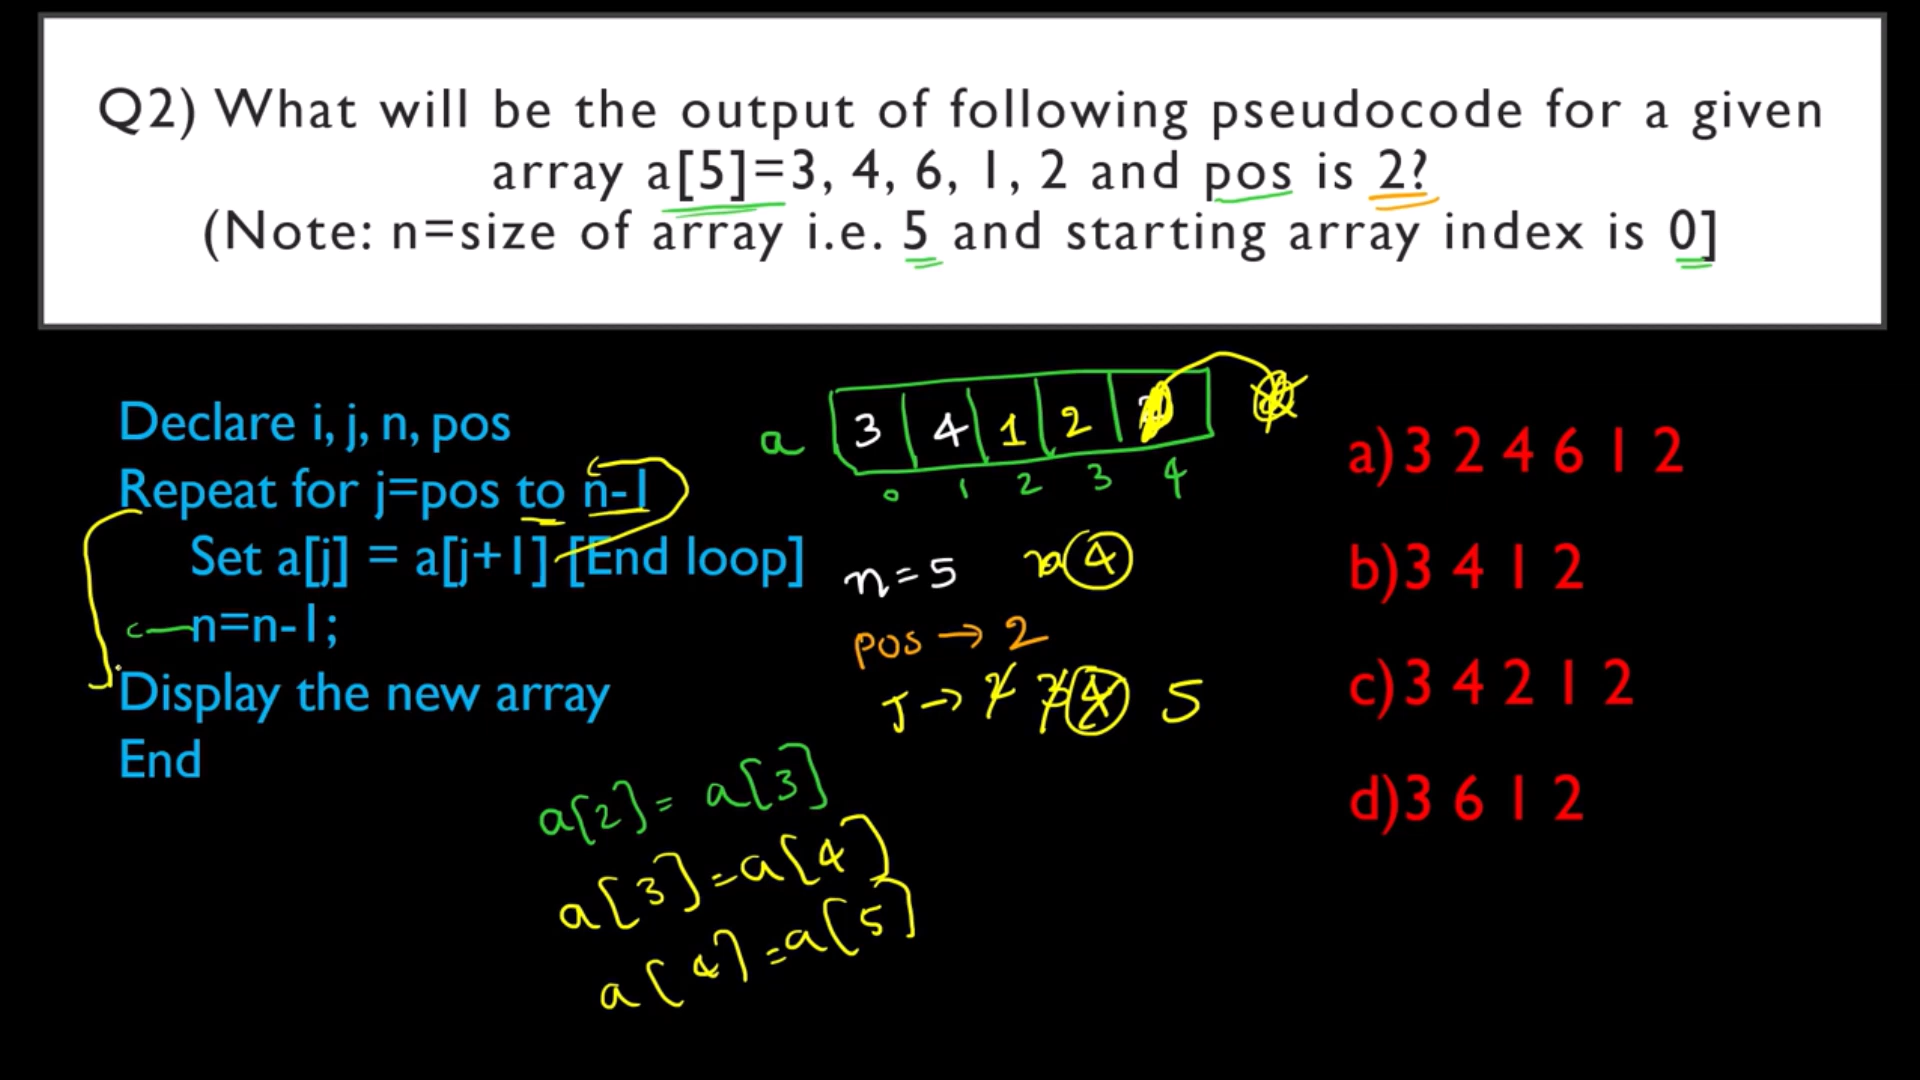 Q2) What will be the output of following pseudocode for a given
array a[5]=3, 4, 6, 1, 2 and pos is 2?
(Note: n=size of array i.e. 5 and starting array index is 0]
Declare i, j, n, pos
Repeat for j=pos to n-1
Set a[j] = a[j+1] [End loop]
n=n-1;
Display the new array
End
a 3 4 1 2
0 1 2 3 4
n=5 4
pos → 2
J → 2 3 4 5
a[2]= a[3]
a[3]=a[4]
a[4]=a[5]
a)3 2 4 6 1 2
b)3 4 1 2
c)3 4 2 1 2
d)3 6 1 2